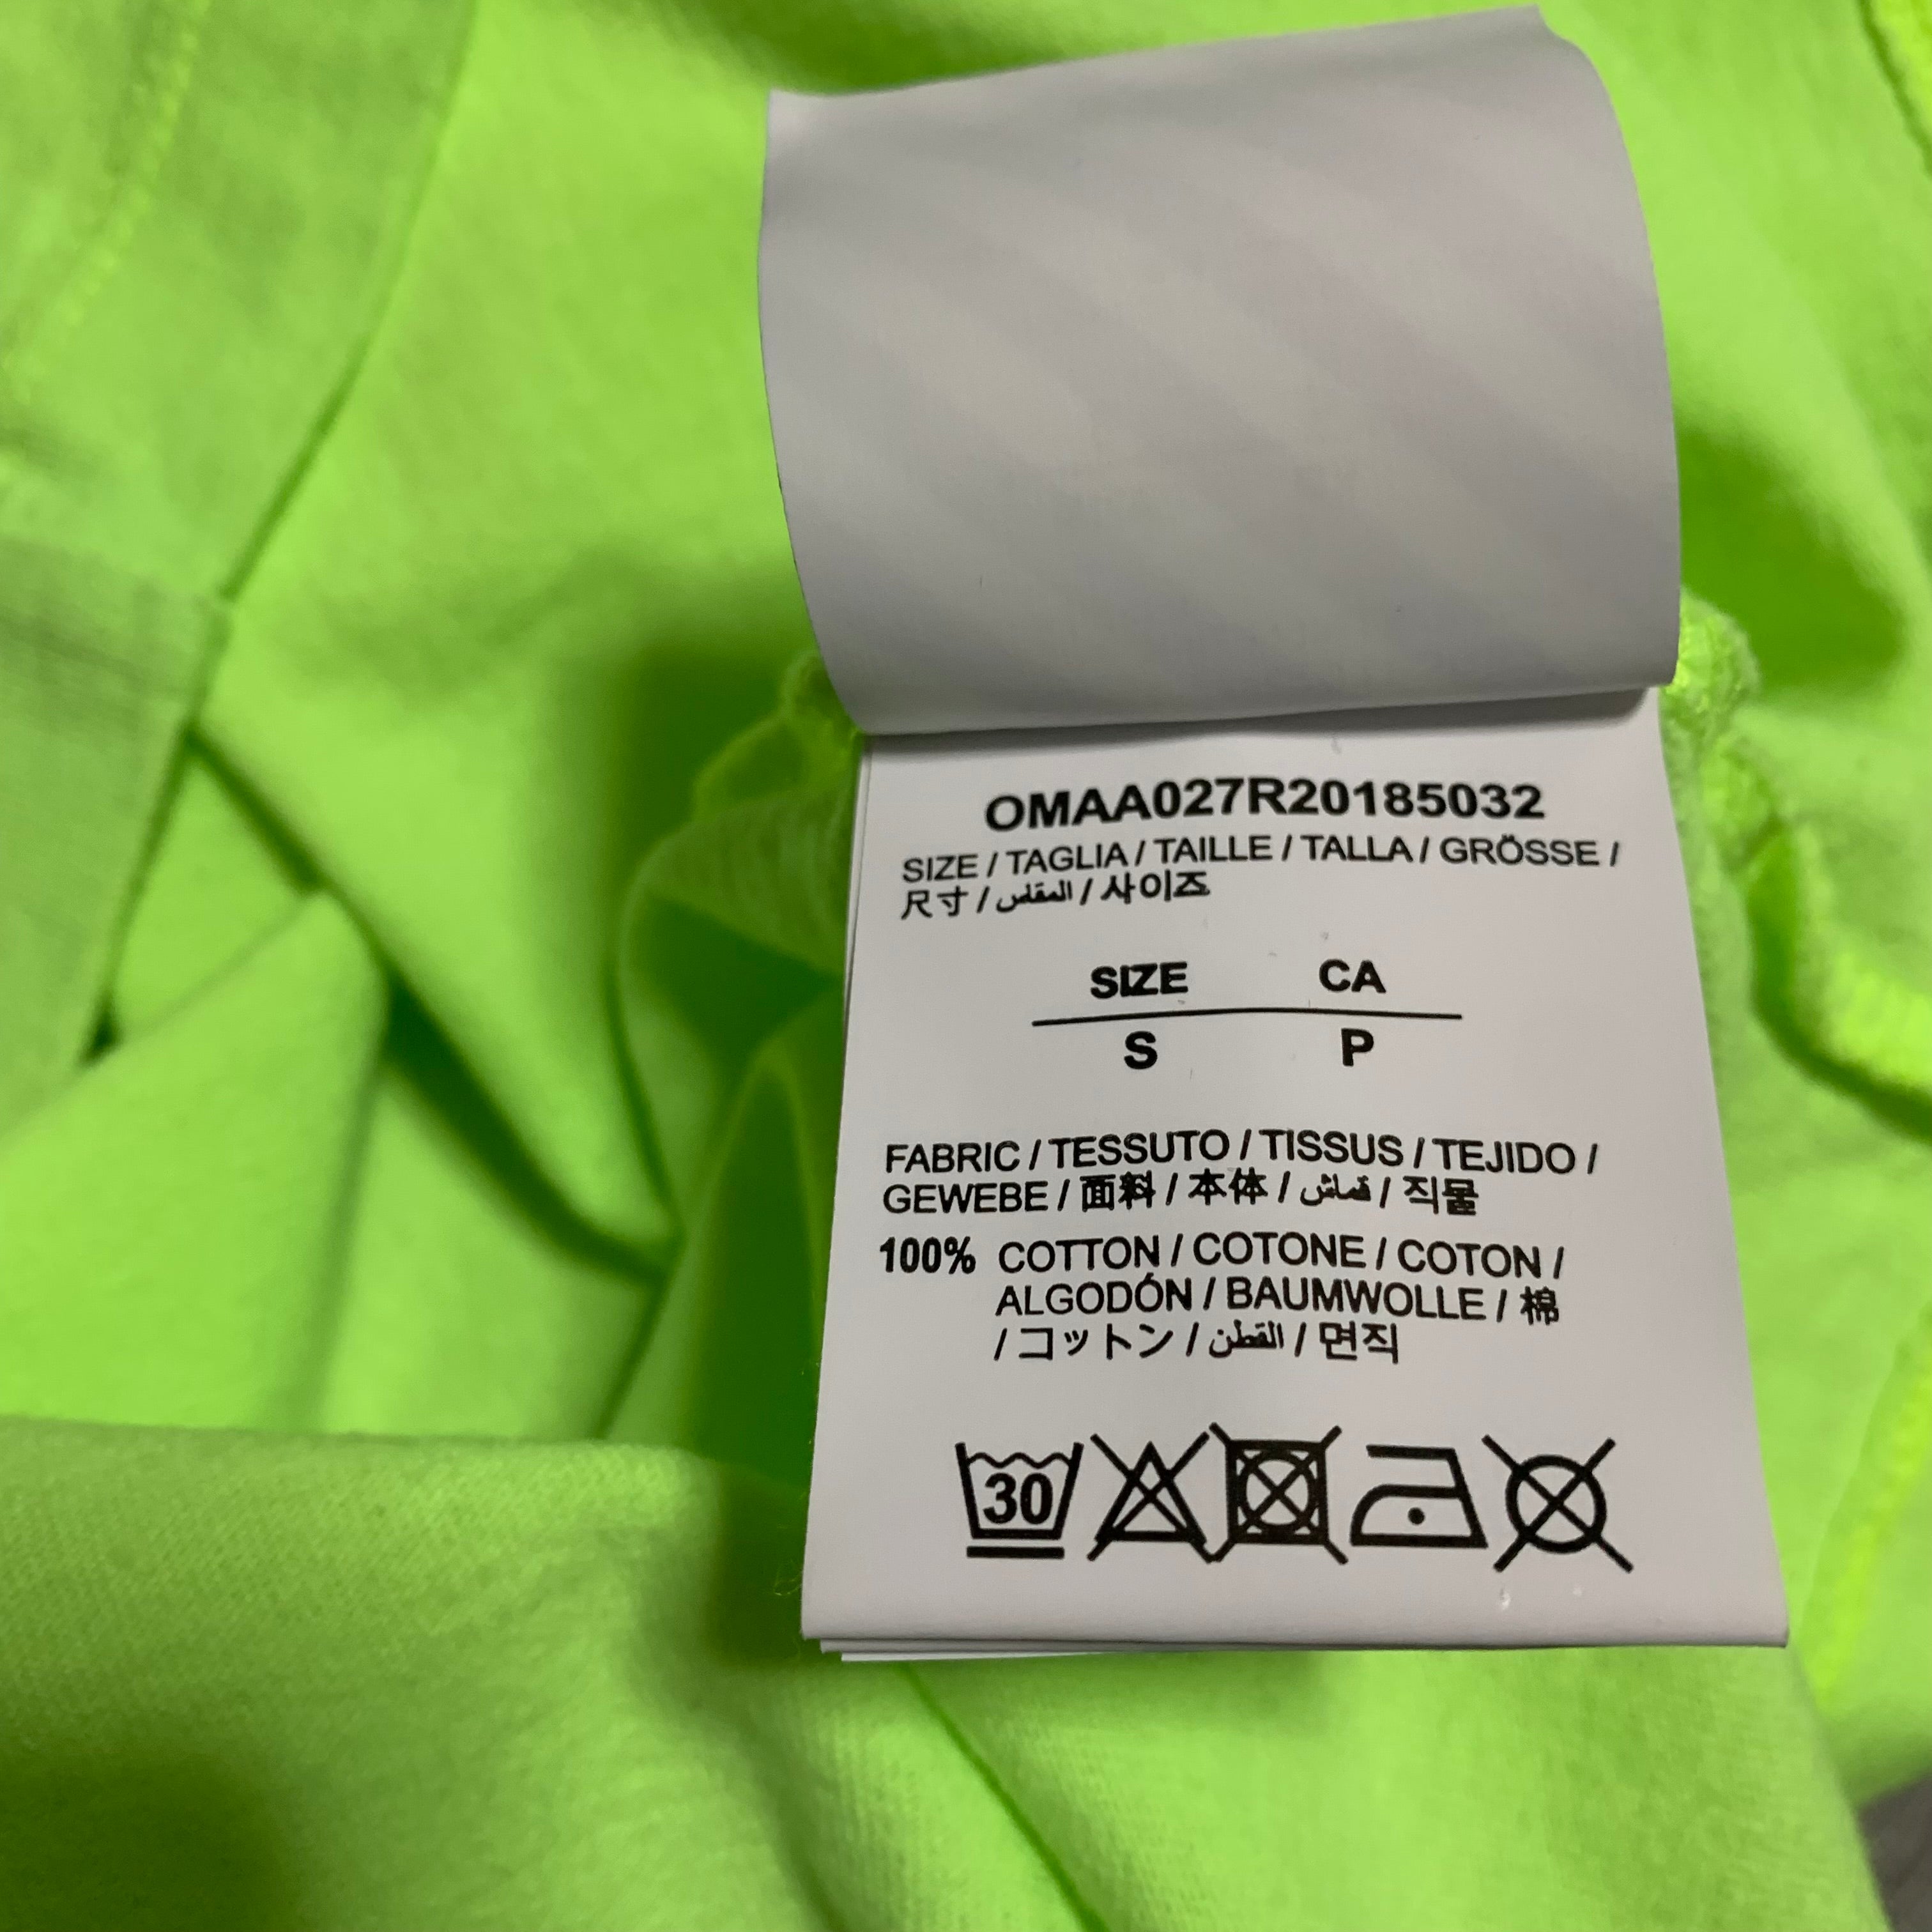 OMAA027R20185032
SIZE / TAGLIA / TAILLE / TALLA / GRÖSSE /
尺寸 / المقاس / 사이즈
SIZE CA
S P
FABRIC / TESSUTO / TISSUS / TEJIDO /
GEWEBE / 面料 / 本体 / قماش / 직물
100% COTTON / COTONE / COTON /
ALGODÓN / BAUMWOLLE / 棉
/ コットン / القطن / 면직
30